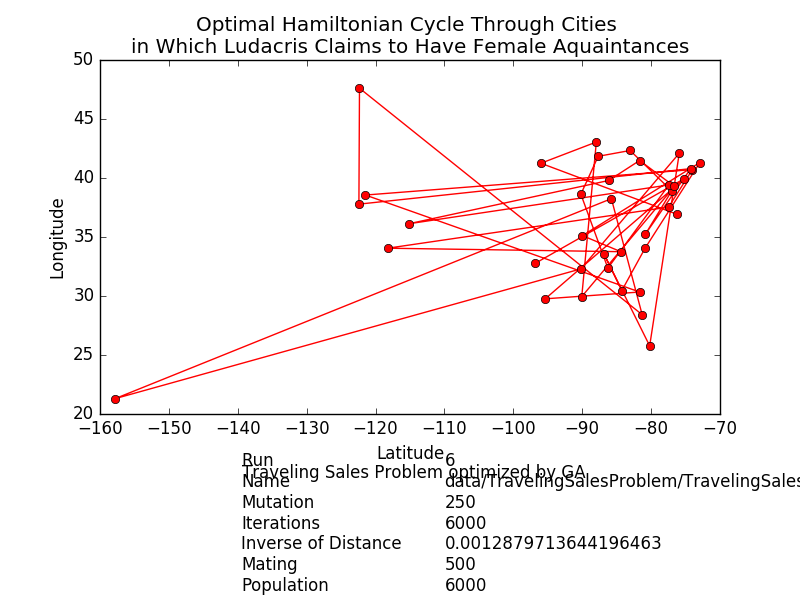 Optimal Hamiltonian Cycle Through Cities
in Which Ludacris Claims to Have Female Aquaintances
50
45
40
35
30
25
20
Longitude
−160 −150 −140 −130 −120 −110 −100 −90 −80 −70
Latitude
Run 6
Traveling Sales Problem optimized by GA
Name data/TravelingSalesProblem/TravelingSales
Mutation 250
Iterations 6000
Inverse of Distance 0.0012879713644196463
Mating 500
Population 6000